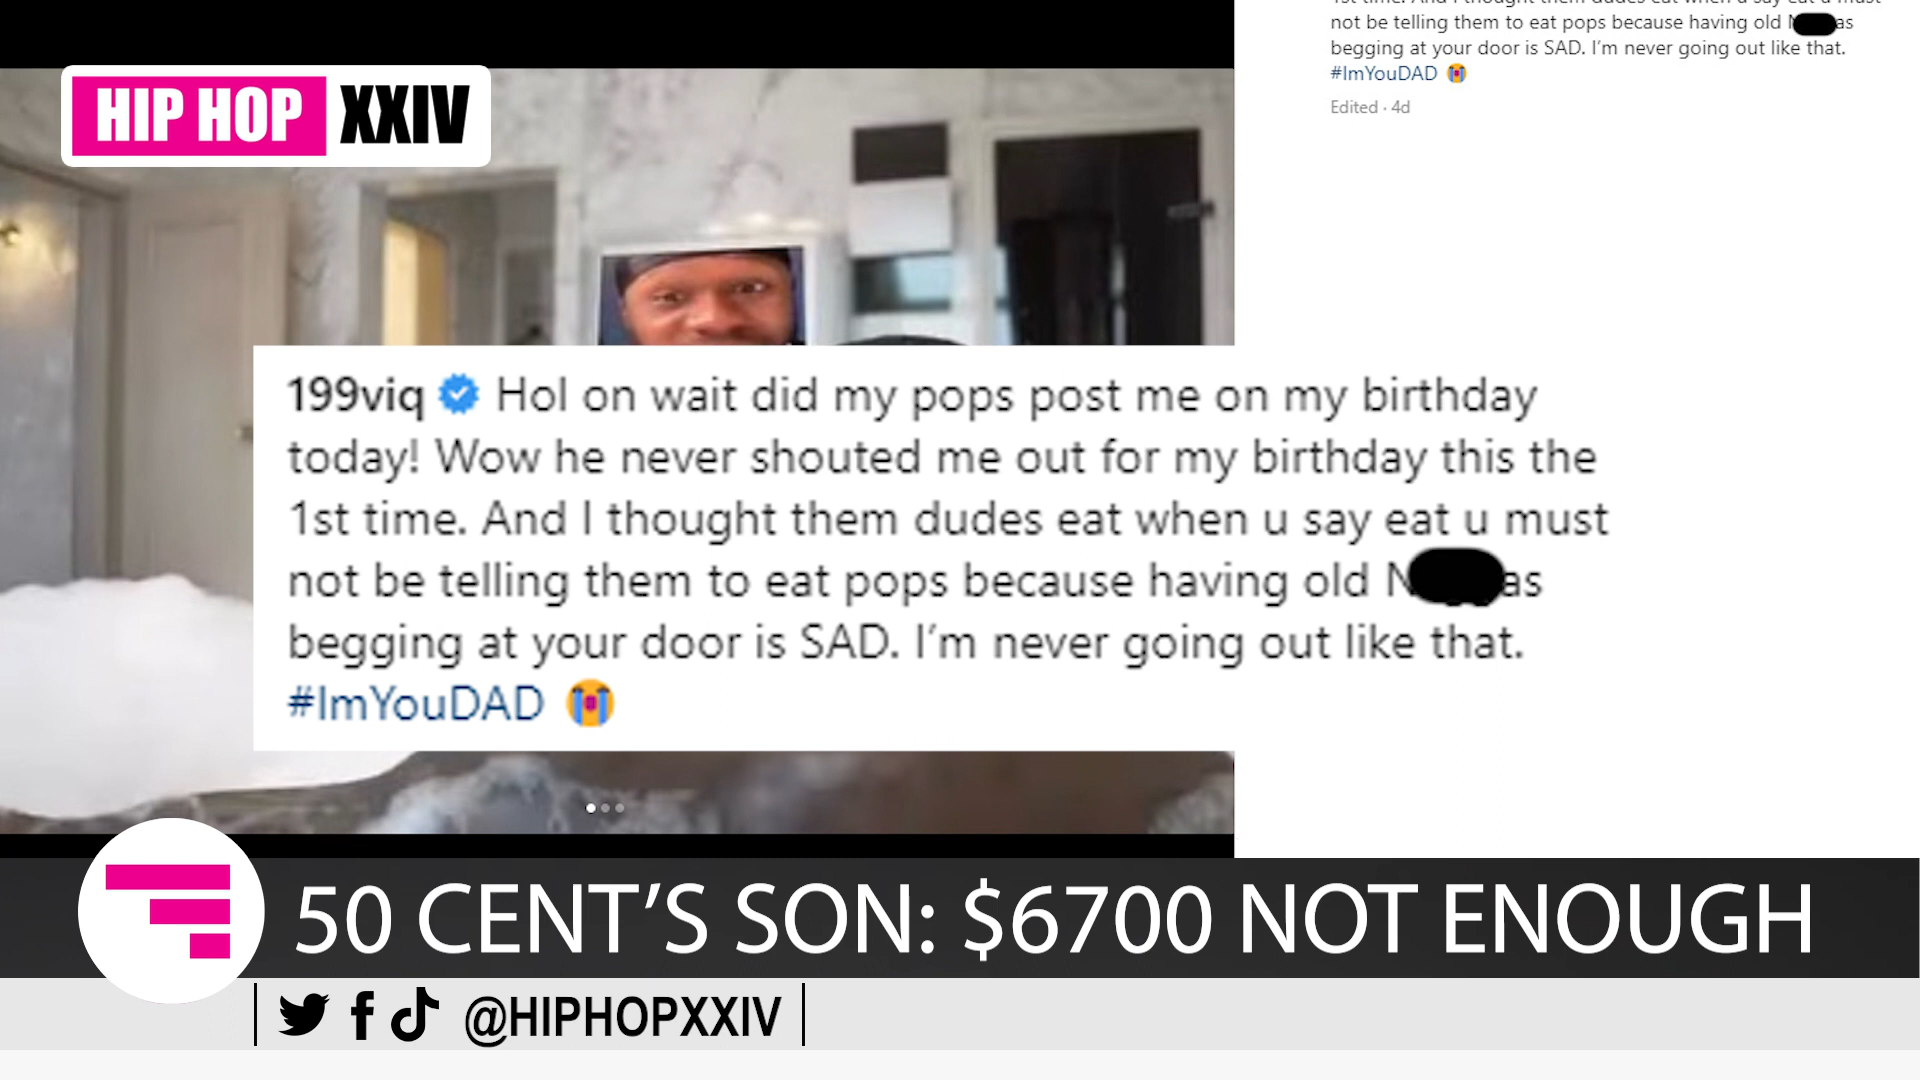 HIP HOP XXIV
not be telling them to eat pops because having old N as
begging at your door is SAD. I'm never going out like that.
#ImYouDAD 😭
Edited · 4d
199viq Hol on wait did my pops post me on my birthday
today! Wow he never shouted me out for my birthday this the
1st time. And I thought them dudes eat when u say eat u must
not be telling them to eat pops because having old N as
begging at your door is SAD. I'm never going out like that.
#ImYouDAD 😭
50 CENT'S SON: $6700 NOT ENOUGH
@HIPHOPXXIV